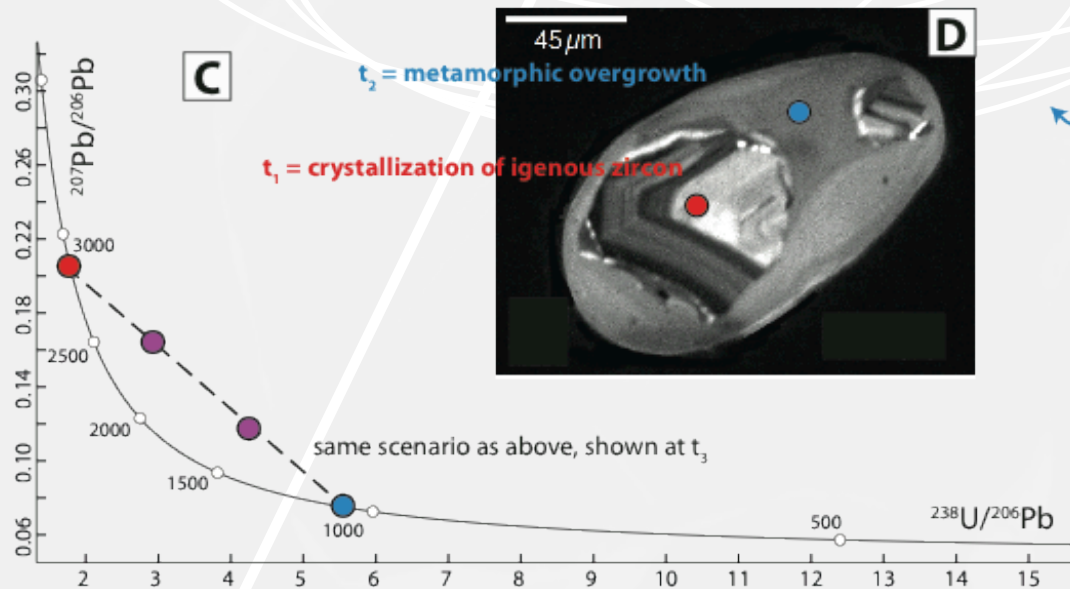 C
D
45 µm
t₂ = metamorphic overgrowth
t₁ = crystallization of igenous zircon
²⁰⁷Pb/²⁰⁶Pb
0.30
0.26
0.22
0.18
0.14
0.10
0.06
3000
2500
2000
1500
1000
500
same scenario as above, shown at t₃
²³⁸U/²⁰⁶Pb
2 3 4 5 6 7 8 9 10 11 12 13 14 15